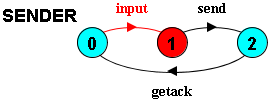 input send
SENDER
0 1 2
getack